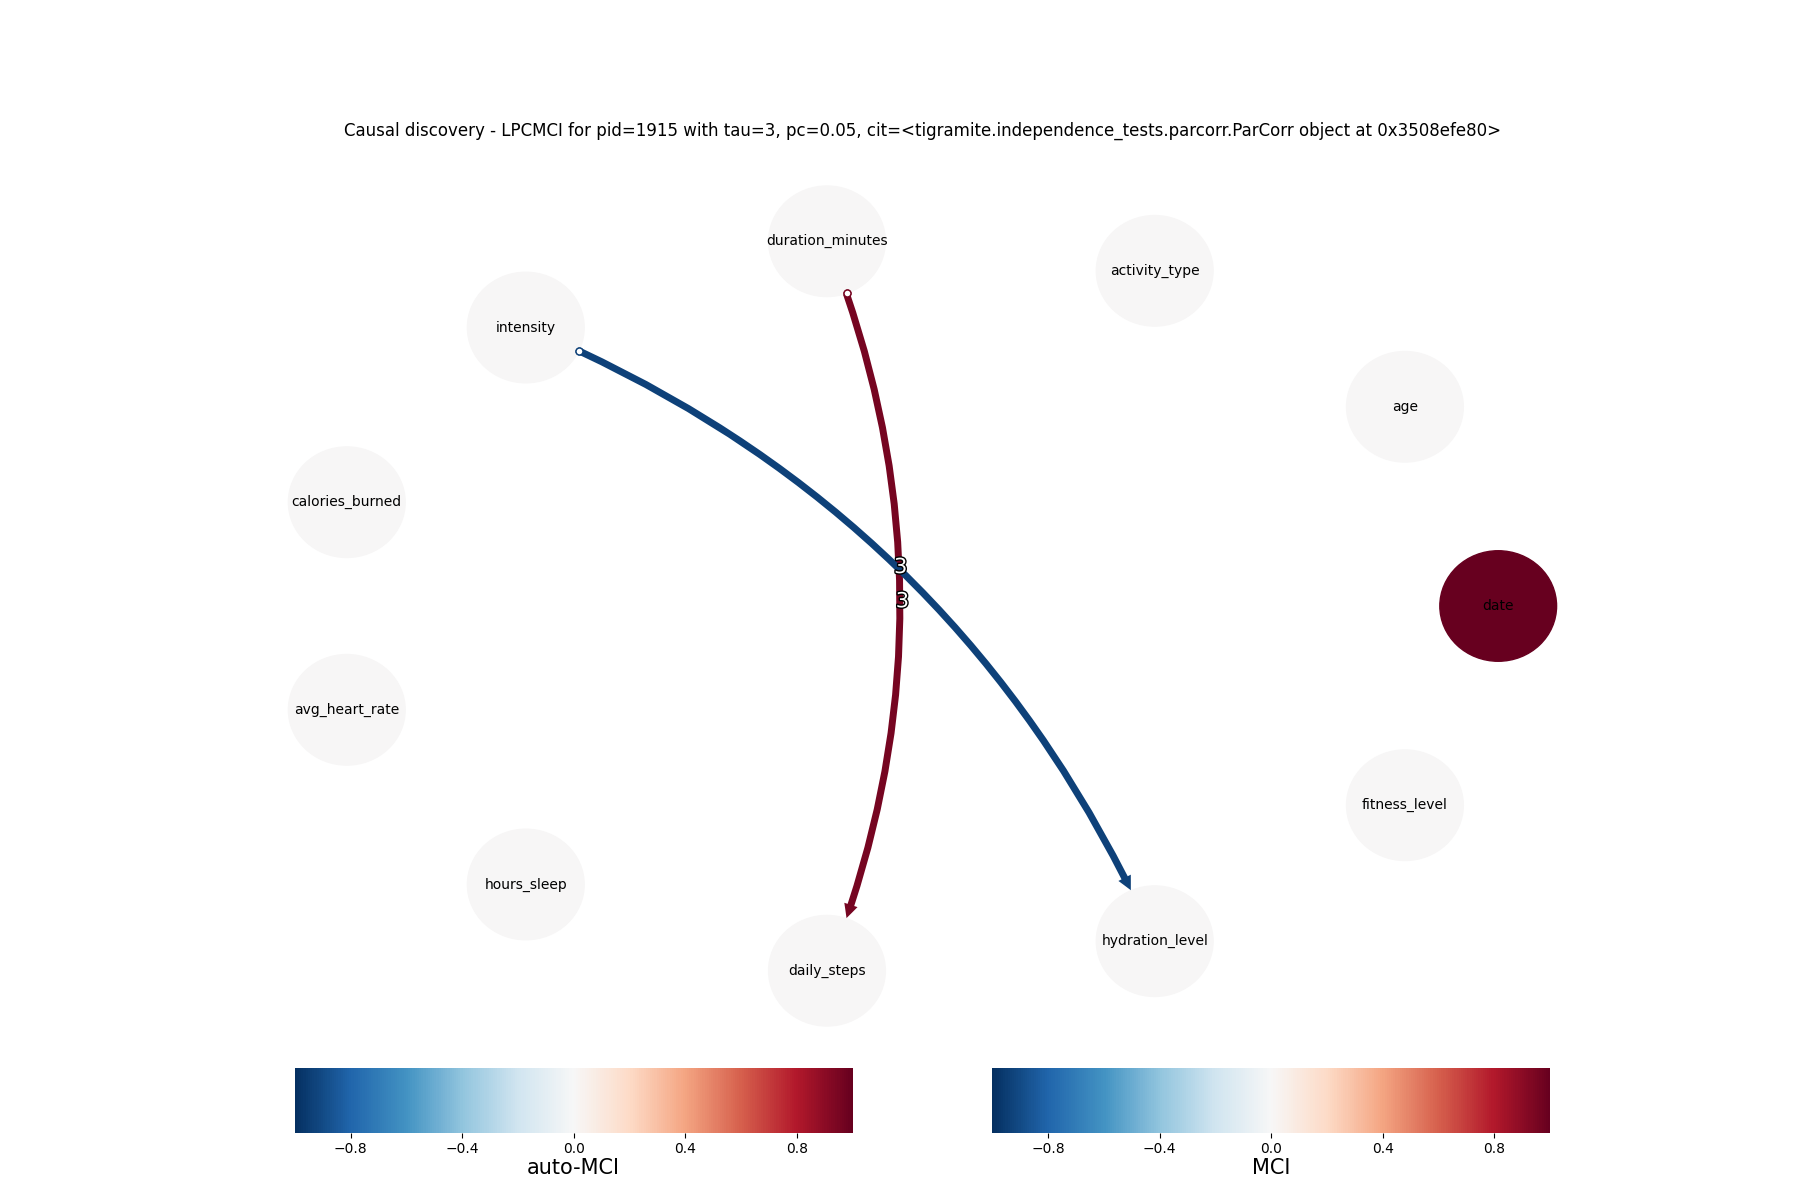 Causal discovery - LPCMCI for pid=1915 with tau=3, pc=0.05, cit=<tigramite.independence_tests.parcorr.ParCorr object at 0x3508efe80>
duration_minutes
activity_type
intensity
age
calories_burned
3
3
date
avg_heart_rate
fitness_level
hours_sleep
hydration_level
daily_steps
−0.8 −0.4 0.0 0.4 0.8
auto-MCI
−0.8 −0.4 0.0 0.4 0.8
MCI